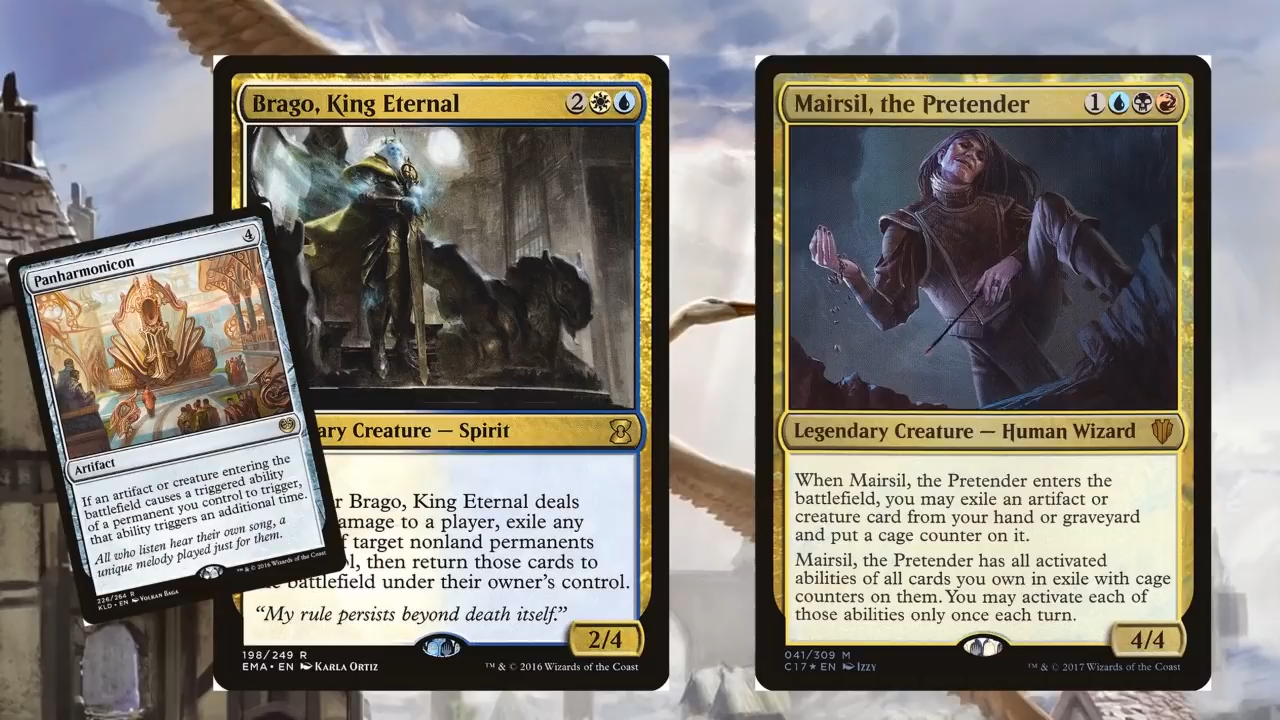 Brago, King Eternal
2
ary Creature — Spirit
r Brago, King Eternal deals
amage to a player, exile any
f target nonland permanents
ol, then return those cards to
e battlefield under their owner's control.
"My rule persists beyond death itself."
2/4
198/249 R
EMA • EN KARLA ORTIZ
™ & © 2016 Wizards of the Coast
Panharmonicon
4
Artifact
If an artifact or creature entering the
battlefield causes a triggered ability
of a permanent you control to trigger,
that ability triggers an additional time.
All who listen hear their own song, a
unique melody played just for them.
226/264 R
KLD • EN VOLKAN BAGA
™ & © 2016 Wizards of the Coast
Mairsil, the Pretender
1
Legendary Creature — Human Wizard
When Mairsil, the Pretender enters the
battlefield, you may exile an artifact or
creature card from your hand or graveyard
and put a cage counter on it.
Mairsil, the Pretender has all activated
abilities of all cards you own in exile with cage
counters on them. You may activate each of
those abilities only once each turn.
4/4
041/309 M
C17★EN IZZY
™ & © 2017 Wizards of the Coast